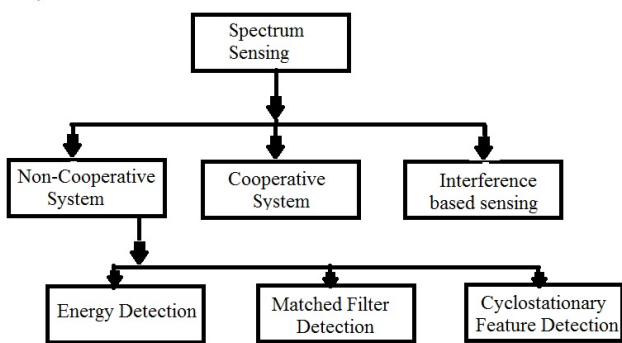 Spectrum
Sensing
Non-Cooperative
System
Cooperative
System
Interference
based sensing
Energy Detection
Matched Filter
Detection
Cyclostationary
Feature Detection